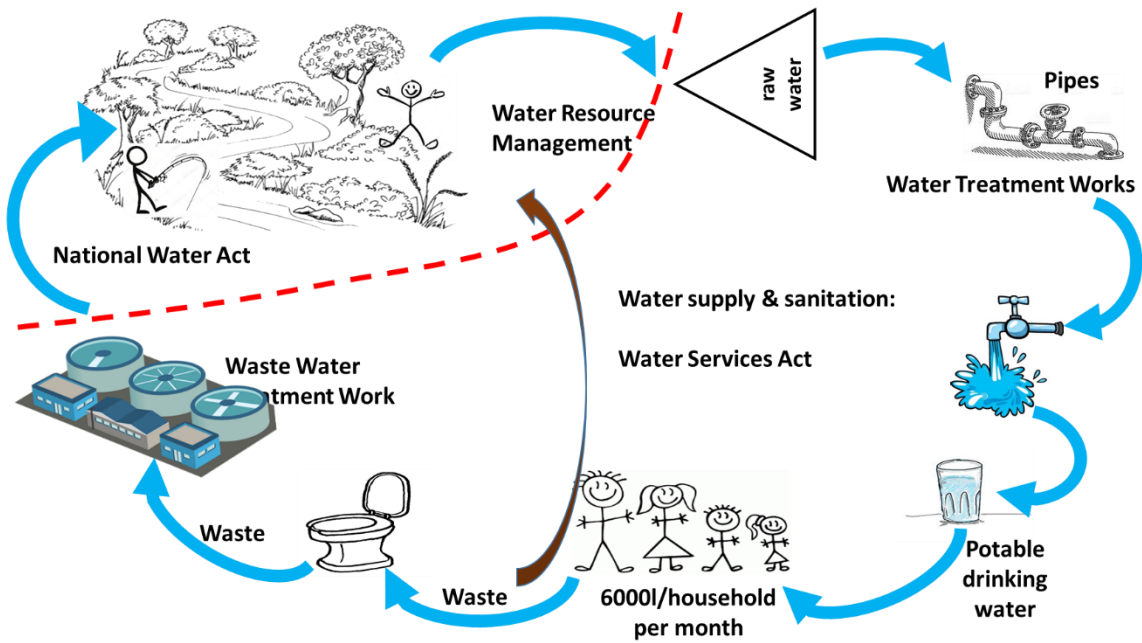 Water Resource
Management
raw
water
Pipes
Water Treatment Works
National Water Act
Water supply & sanitation:
Water Services Act
Waste Water
atment Work
Waste
Waste
6000l/household
per month
Potable
drinking
water